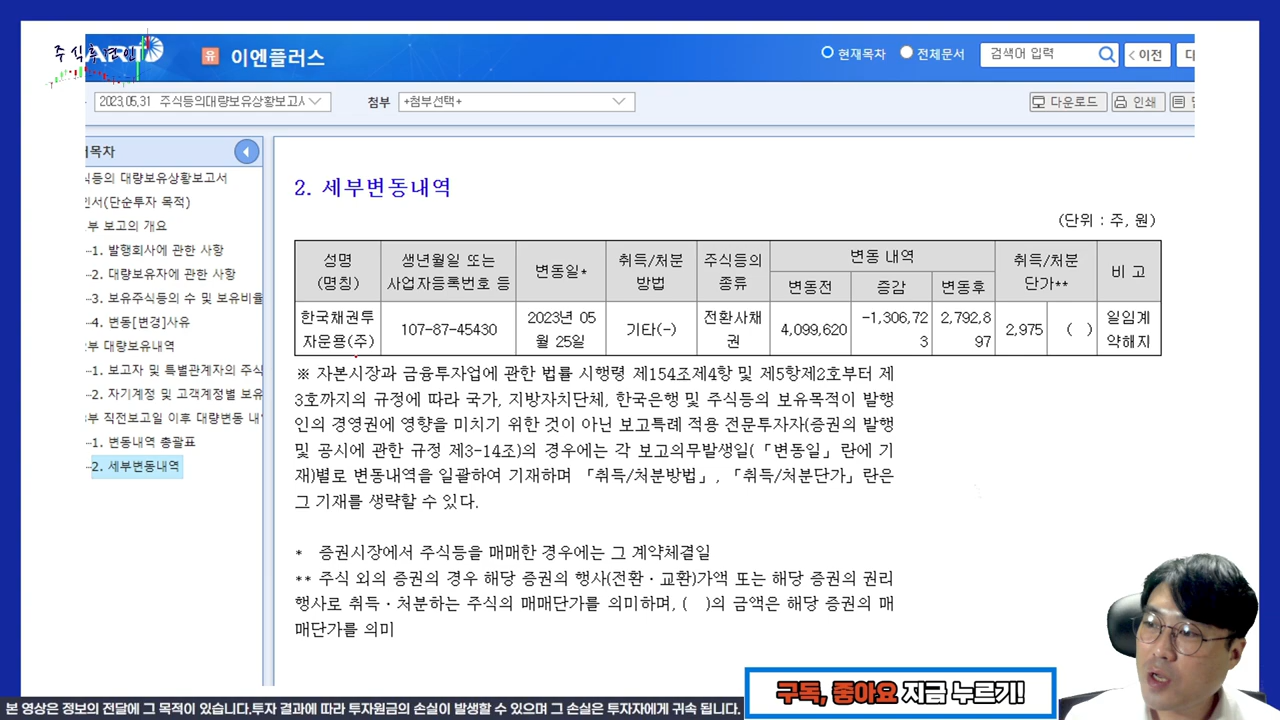 주식후견인
유 이엔플러스
현재목차 전체문서 검색어 입력 <이전
2023.05.31 주식등의대량보유상황보고서 첨부 +첨부선택+ 다운로드 인쇄
목차
등의 대량보유상황보고서
서(단순투자 목적)
부 보고의 개요
1. 발행회사에 관한 사항
2. 대량보유자에 관한 사항
3. 보유주식등의 수 및 보유비율
4. 변동[변경]사유
부 대량보유내역
1. 보고자 및 특별관계자의 주식
2. 자기계정 및 고객계정별 보유
부 직전보고일 이후 대량변동 내
1. 변동내역 총괄표
2. 세부변동내역
2. 세부변동내역
(단위 : 주, 원)
성명 (명칭) 생년월일 또는 사업자등록번호 등 변동일* 취득/처분 방법 주식등의 종류 변동 내역 취득/처분 단가** 비 고
변동전 증감 변동후
한국채권투자운용(주) 107-87-45430 2023년 05월 25일 기타(-) 전환사채권 4,099,620 -1,306,723 2,792,897 2,975 ( ) 일임계약해지
※ 자본시장과 금융투자업에 관한 법률 시행령 제154조제4항 및 제5항제2호부터 제
3호까지의 규정에 따라 국가, 지방자치단체, 한국은행 및 주식등의 보유목적이 발행
인의 경영권에 영향을 미치기 위한 것이 아닌 보고특례 적용 전문투자자(증권의 발행
및 공시에 관한 규정 제3-14조)의 경우에는 각 보고의무발생일(「변동일」란에 기
재)별로 변동내역을 일괄하여 기재하며 「취득/처분방법」, 「취득/처분단가」란은
그 기재를 생략할 수 있다.
* 증권시장에서 주식등을 매매한 경우에는 그 계약체결일
** 주식 외의 증권의 경우 해당 증권의 행사(전환·교환)가액 또는 해당 증권의 권리
행사로 취득·처분하는 주식의 매매단가를 의미하며, ( )의 금액은 해당 증권의 매
매단가를 의미
구독, 좋아요 지금 누르기!
본 영상은 정보의 전달에 그 목적이 있습니다.투자 결과에 따라 투자원금의 손실이 발생할 수 있으며 그 손실은 투자자에게 귀속 됩니다.